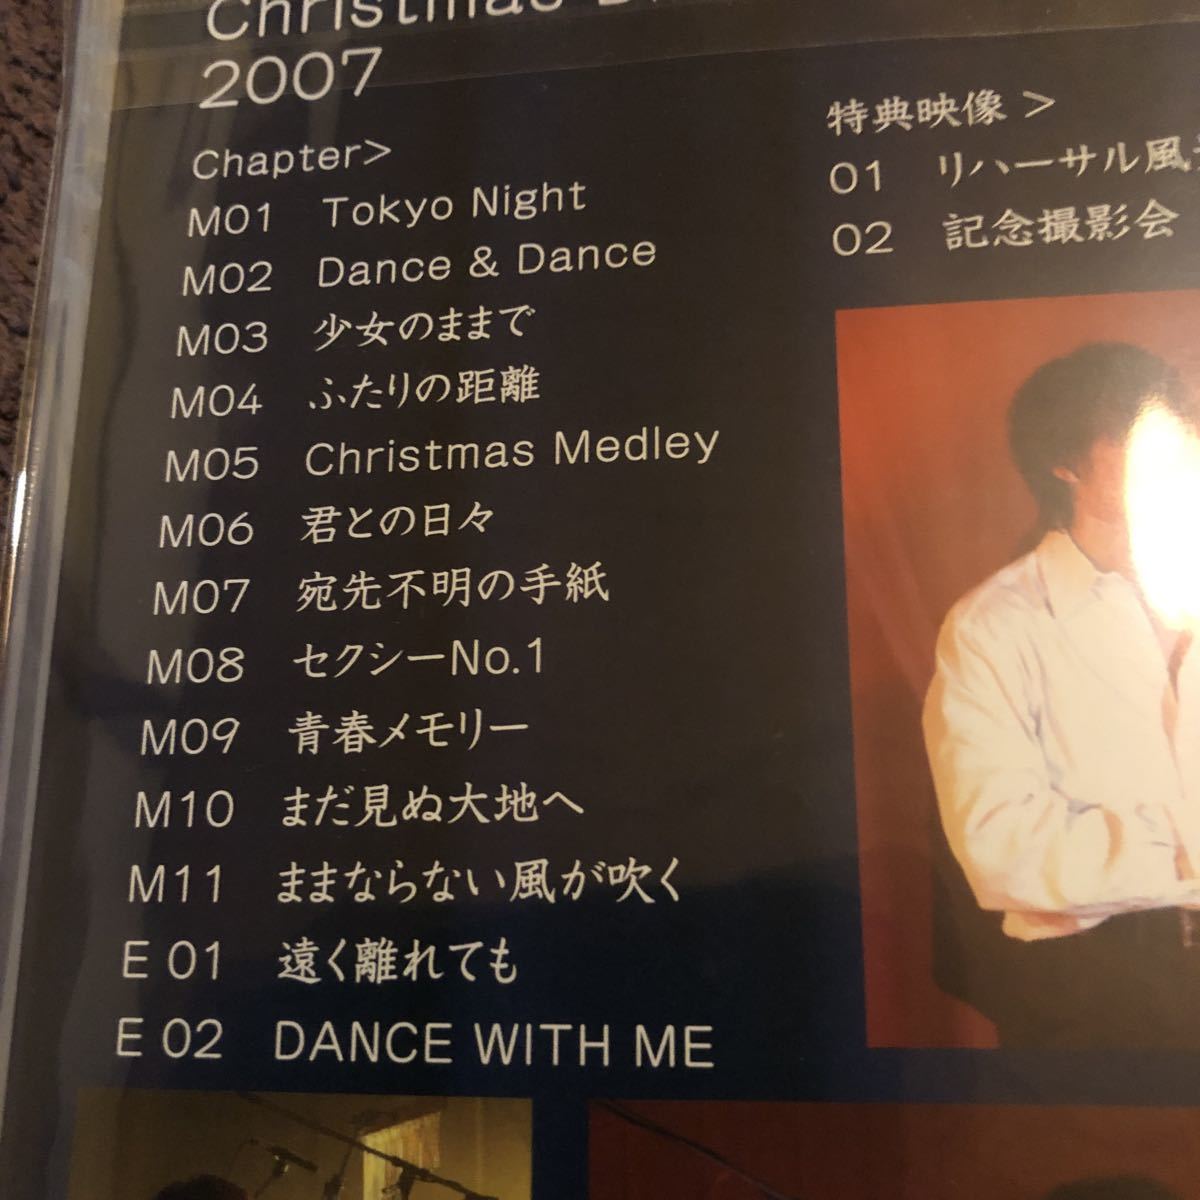 Christmas
2007
Chapter>
M01 Tokyo Night
M02 Dance & Dance
M03 少女のままで
M04 ふたりの距離
M05 Christmas Medley
M06 君との日々
M07 宛先不明の手紙
M08 セクシーNo.1
M09 青春メモリー
M10 まだ見ぬ大地へ
M11 ままならない風が吹く
E 01 遠く離れても
E 02 DANCE WITH ME
特典映像 >
01 リハーサル風
02 記念撮影会